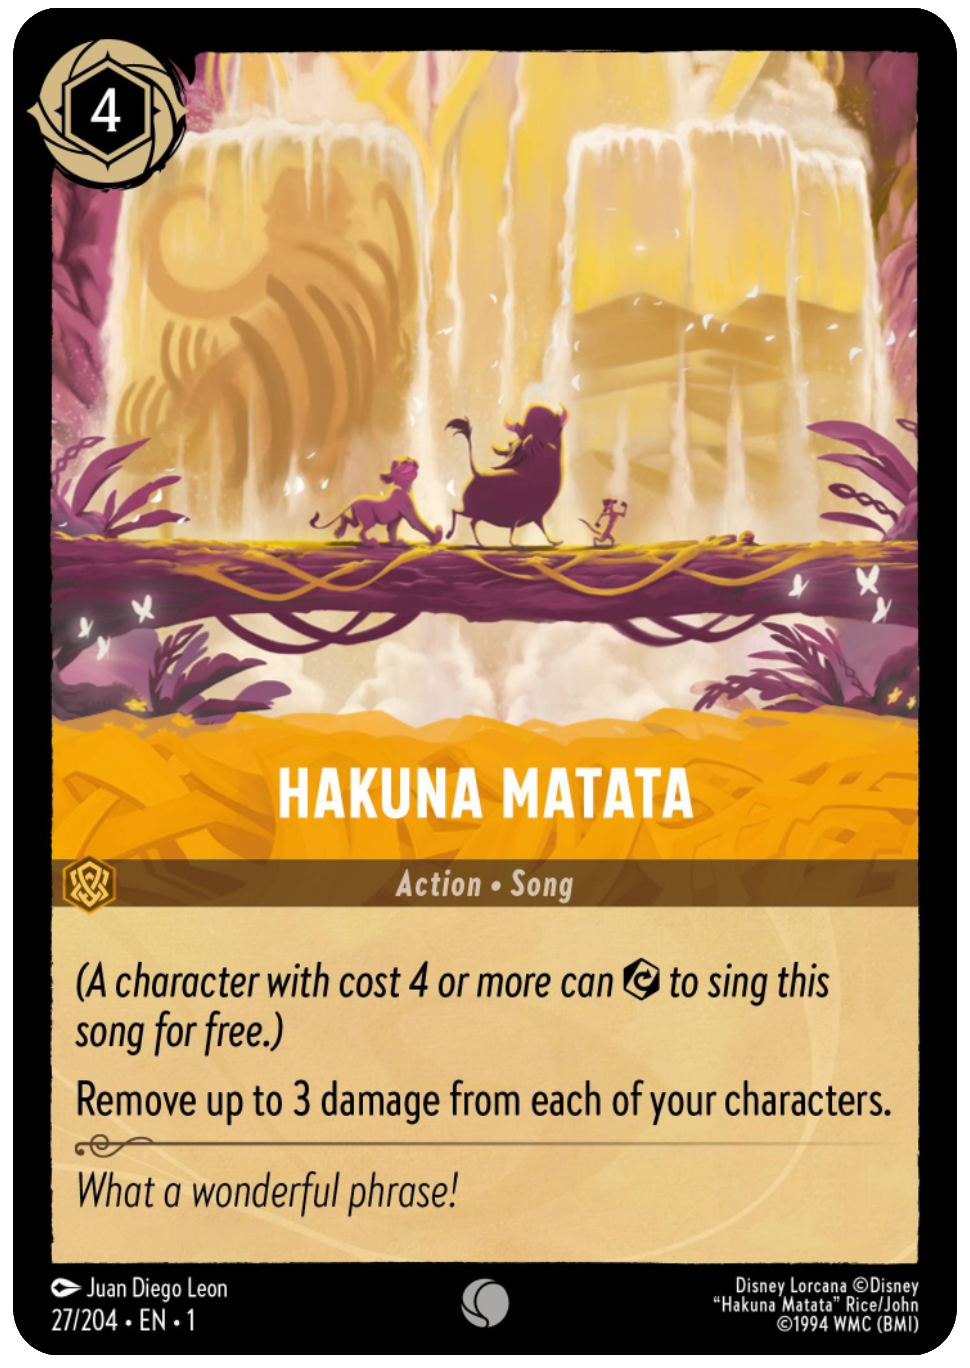 4
HAKUNA MATATA
Action • Song
(A character with cost 4 or more can to sing this
song for free.)
Remove up to 3 damage from each of your characters.
What a wonderful phrase!
Juan Diego Leon
27/204 • EN • 1
Disney Lorcana ©Disney
“Hakuna Matata” Rice/John
©1994 WMC (BMI)